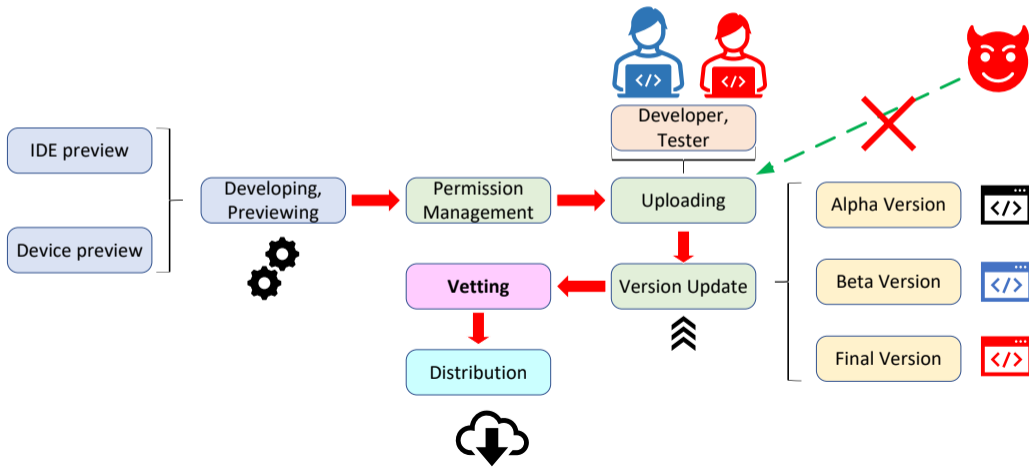 Developer,
Tester
IDE preview
Developing,
Previewing
Permission
Management
Uploading
Alpha Version
</>
Device preview
Vetting
Version Update
Beta Version
</>
Distribution
Final Version
</>